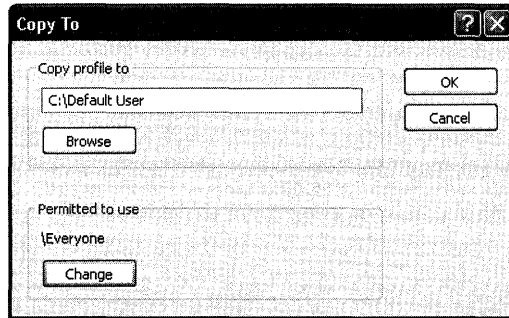 Copy To
Copy profile to
OK
C:\Default User
Cancel
Browse
Permitted to use
\Everyone
Change